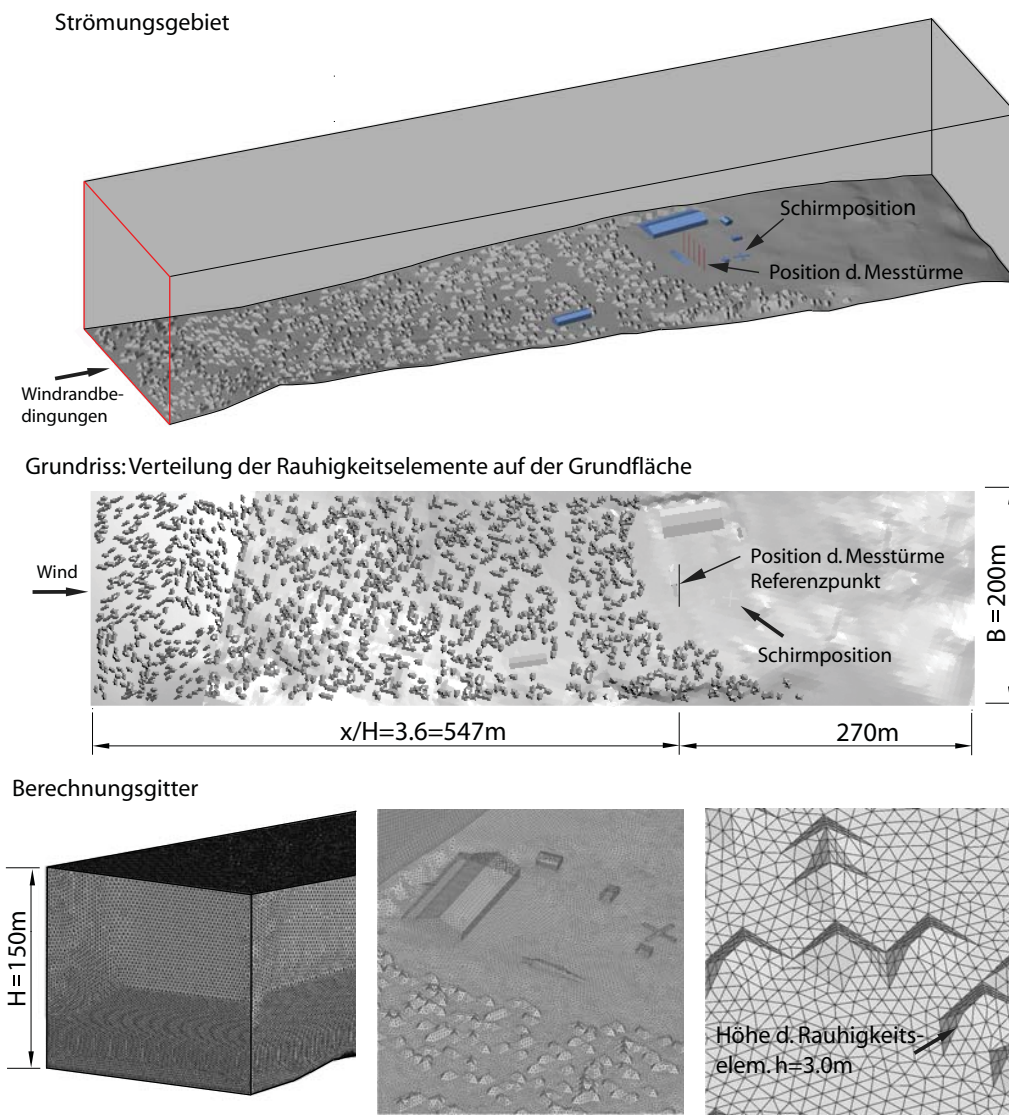 Strömungsgebiet
Schirmposition
Position d. Messtürme
Windrandbe-
dingungen
Grundriss: Verteilung der Rauhigkeitselemente auf der Grundfläche
Wind
Position d. Messtürme
Referenzpunkt
Schirmposition
B = 200m
x/H=3.6=547m
270m
Berechnungsgitter
H = 150m
Höhe d. Rauhigkeits-
elem. h=3.0m